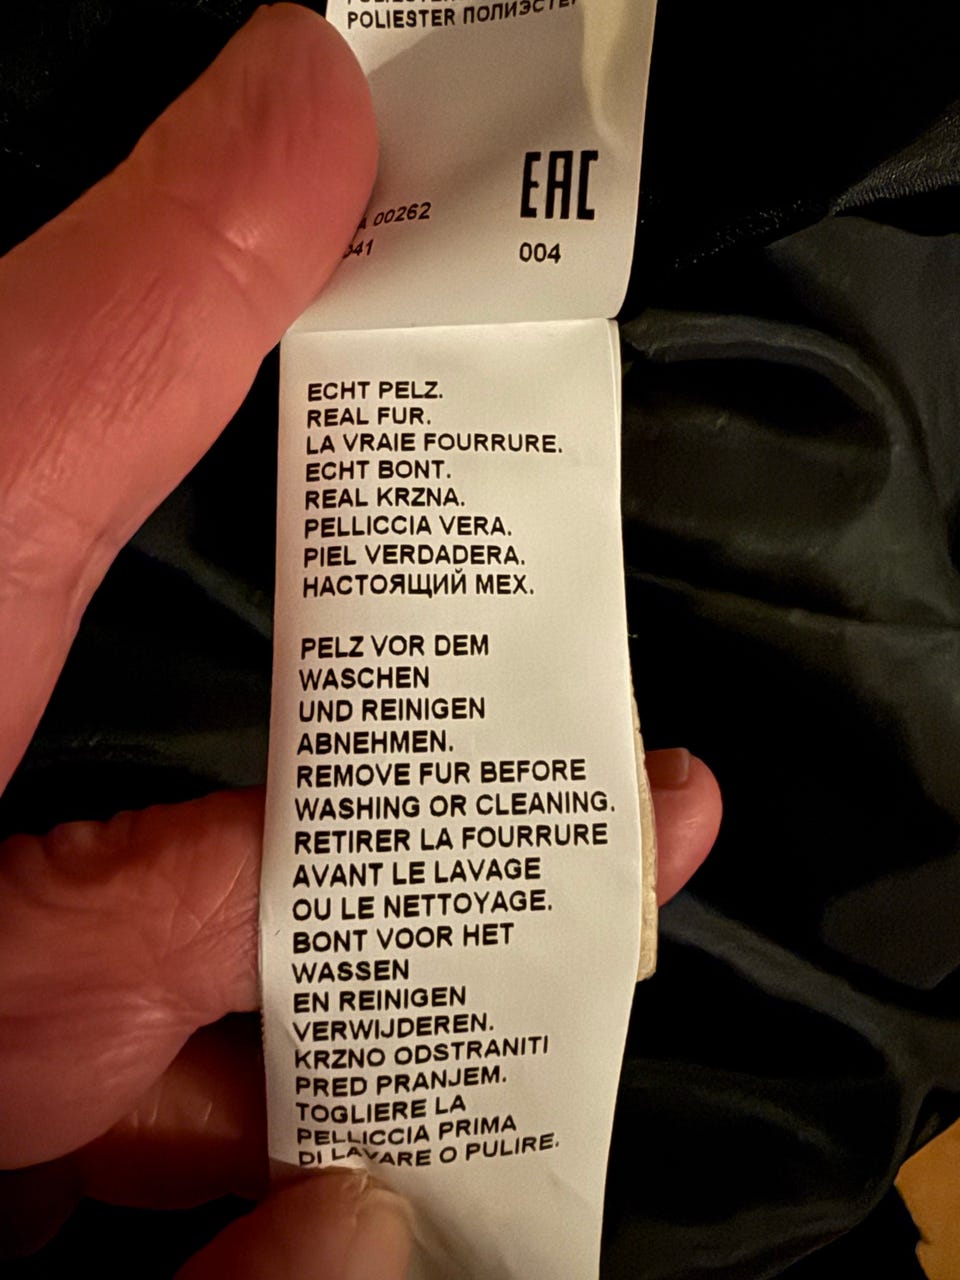 POLIESTER
EAC
00262
004
ECHT PELZ.
REAL FUR.
LA VRAIE FOURRURE.
ECHT BONT.
REAL KRZNA.
PELLICCIA VERA.
PIEL VERDADERA.
НАСТОЯЩИЙ МЕХ.
PELZ VOR DEM
WASCHEN
UND REINIGEN
ABNEHMEN.
REMOVE FUR BEFORE
WASHING OR CLEANING.
RETIRER LA FOURRURE
AVANT LE LAVAGE
OU LE NETTOYAGE.
BONT VOOR HET
WASSEN
EN REINIGEN
VERWIJDEREN.
KRZNO ODSTRANITI
PRED PRANJEM.
TOGLIERE LA
PELLICCIA PRIMA
DI LAVARE O PULIRE.